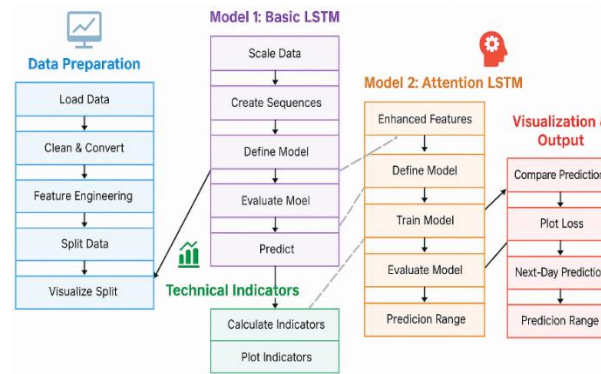 Data Preparation
Load Data
Clean & Convert
Feature Engineering
Split Data
Visualize Split
Model 1: Basic LSTM
Scale Data
Create Sequences
Define Model
Evaluate Moel
Predict
Technical Indicators
Calculate Indicators
Plot Indicators
Model 2: Attention LSTM
Enhanced Features
Define Model
Train Model
Evaluate Model
Predicion Range
Visualization &
Output
Compare Prediction
Plot Loss
Next-Day Prediction
Predicion Range